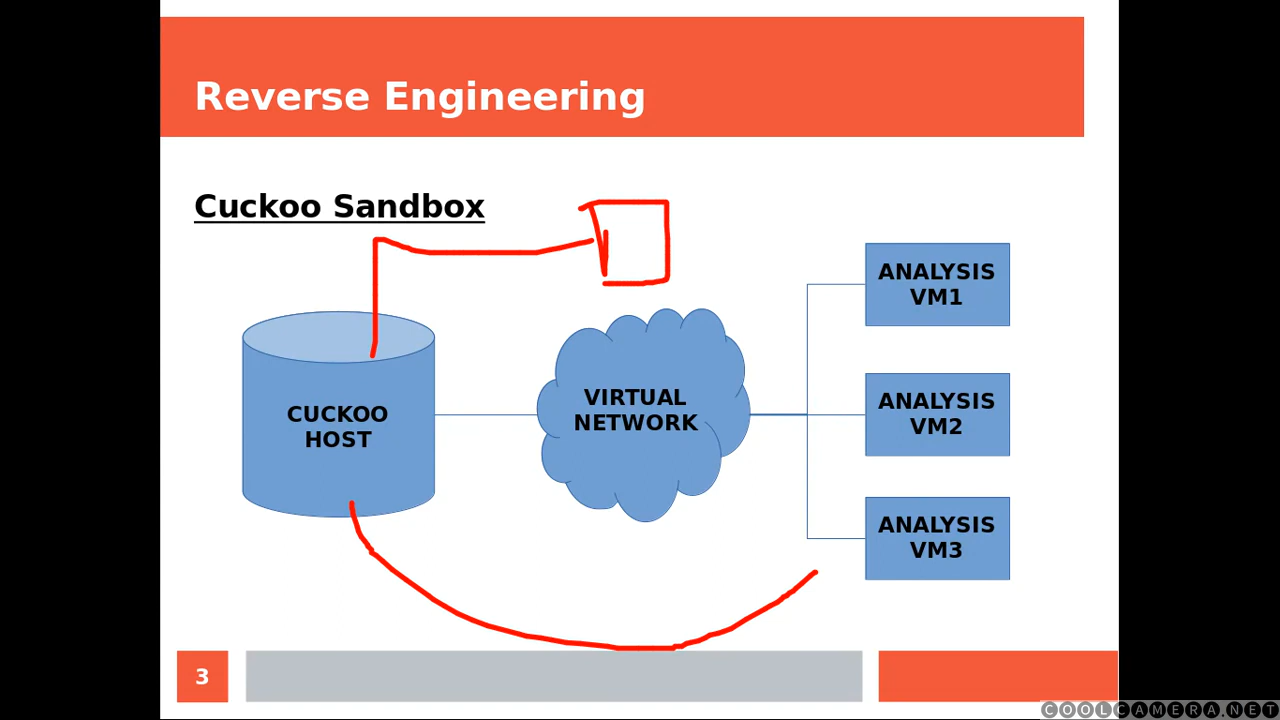 Reverse Engineering
Cuckoo Sandbox
CUCKOO
HOST
VIRTUAL
NETWORK
ANALYSIS
VM1
ANALYSIS
VM2
ANALYSIS
VM3
3
COOLCAMERA.NET